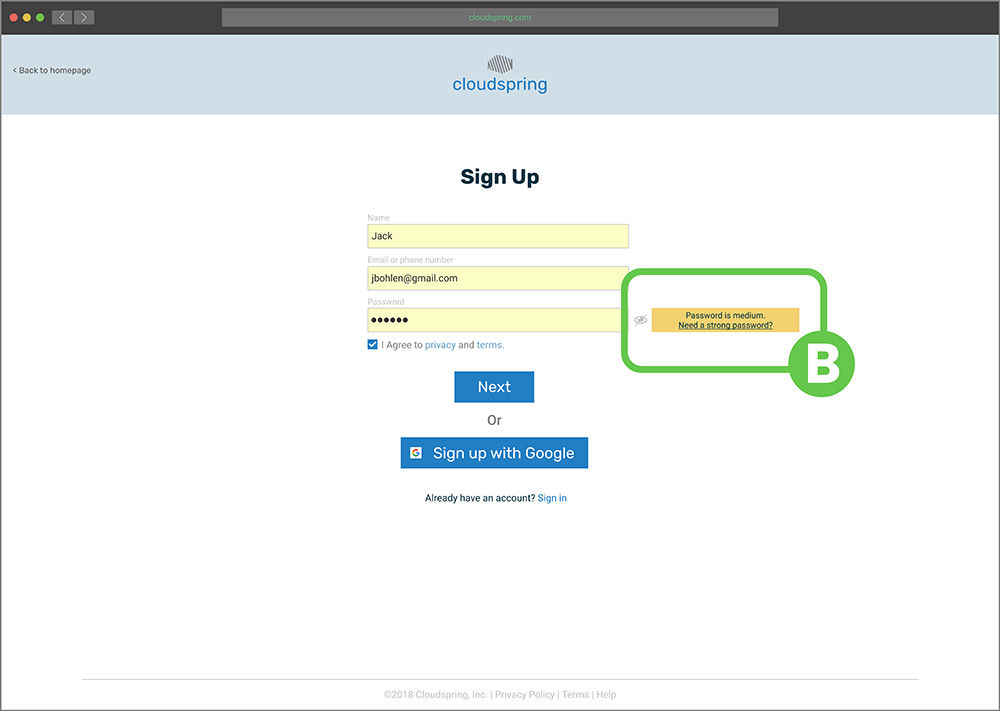 cloudspring.com
< Back to homepage
cloudspring
Sign Up
Name
Jack
Email or phone number
jbohlen@gmail.com
Password
••••••
Password is medium.
Need a strong password?
B
I Agree to privacy and terms.
Next
Or
G Sign up with Google
Already have an account? Sign in
©2018 Cloudspring, Inc. | Privacy Policy | Terms | Help